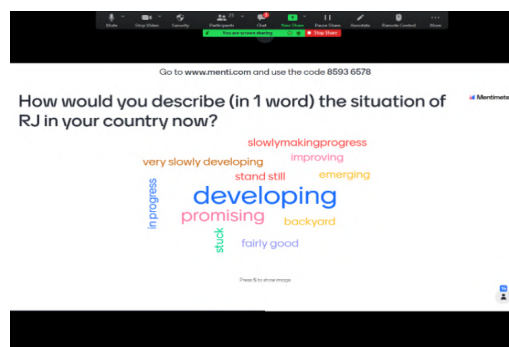 Mute Stop Video Security Participants Chat New Share Pause Share Annotate Remote Control More
You are screen sharing Stop Share
Go to www.menti.com and use the code 8593 6578
How would you describe (in 1 word) the situation of
RJ in your country now?
Mentimeter
slowlymakingprogress
very slowly developing
improving
stand still
emerging
in progress
developing
promising
backyard
stuck
fairly good
Press S to show image